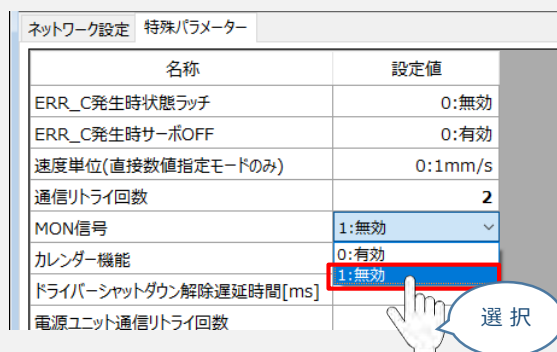 ネットワーク設定 特殊パラメーター
名称 設定値
ERR_C発生時状態ラッチ 0:無効
ERR_C発生時サーボOFF 0:有効
速度単位(直接数値指定モードのみ) 0:1mm/s
通信リトライ回数 2
MON信号 1:無効
カレンダー機能 0:有効
1:無効
ドライバーシャットダウン解除遅延時間[ms]
電源ユニット通信リトライ回数
選択